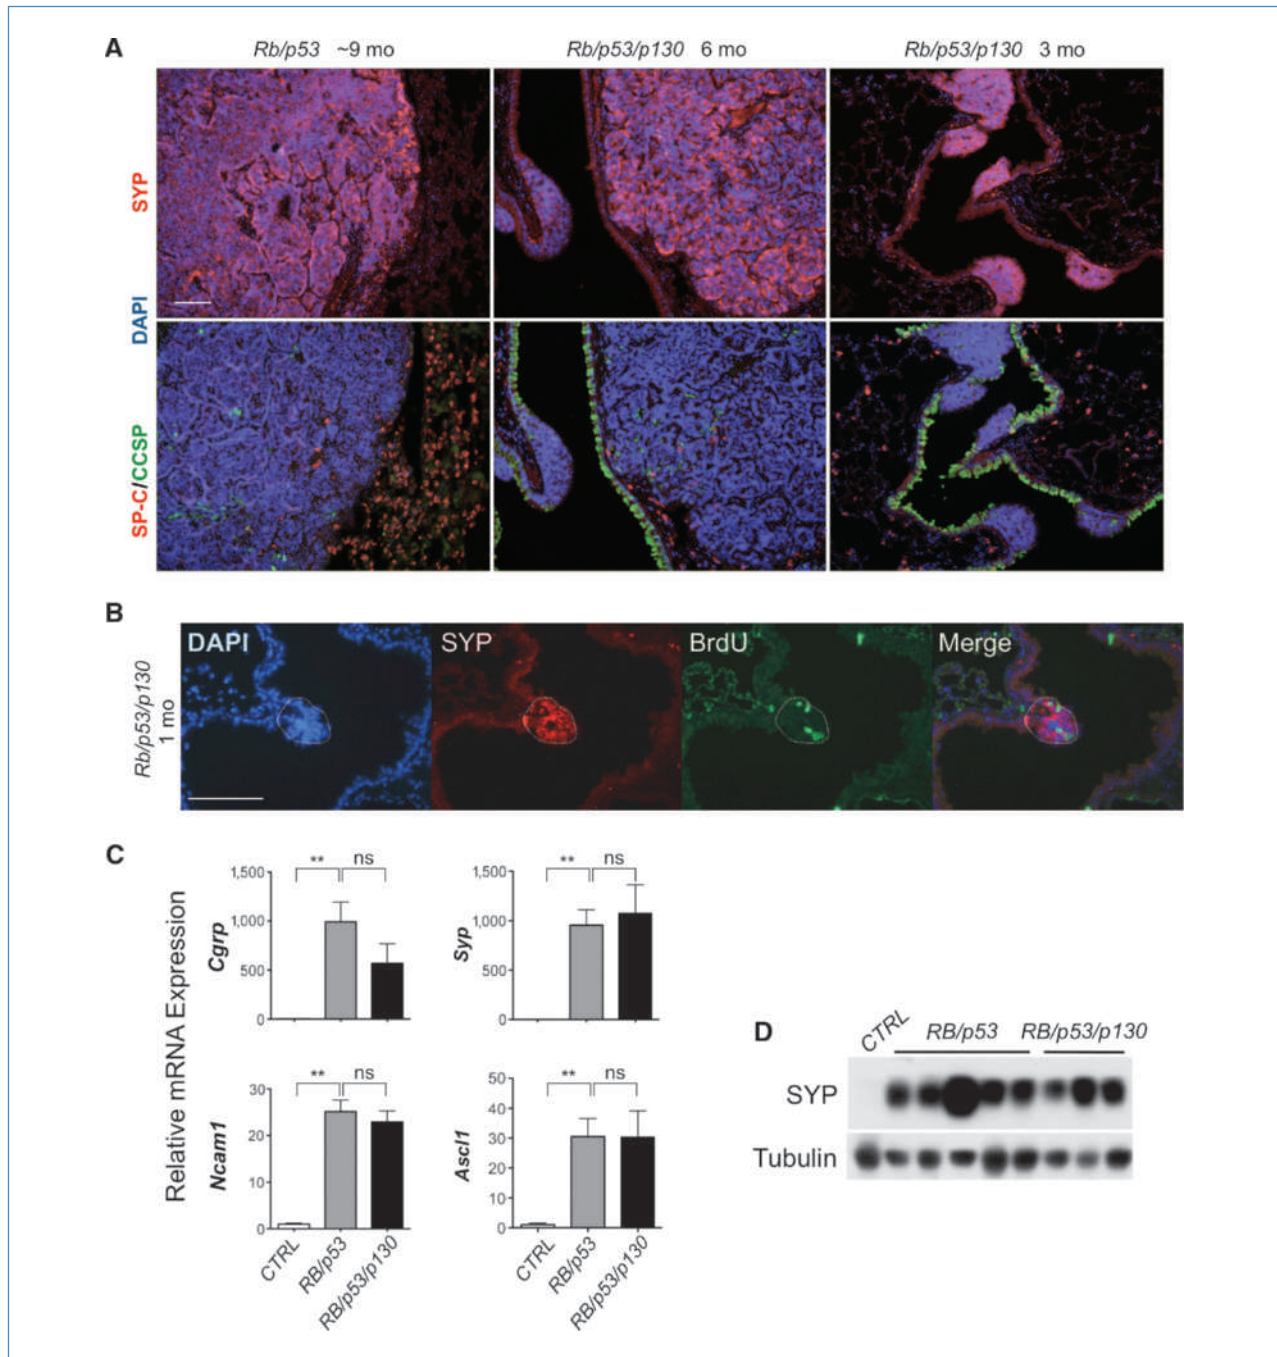 A
Rb/p53 ~9 mo Rb/p53/p130 6 mo Rb/p53/p130 3 mo
SYP
DAPI
SP-C/CCSP
B
Rb/p53/p130
1 mo
DAPI SYP BrdU Merge
C
Relative mRNA Expression
Cgrp
** ns
1,500
1,000
500
0
Syp
** ns
1,500
1,000
500
0
Ncam1
** ns
30
20
10
0
CTRL RB/p53 RB/p53/p130
Ascl1
** ns
50
40
30
20
10
0
CTRL RB/p53 RB/p53/p130
D
CTRL RB/p53 RB/p53/p130
SYP
Tubulin